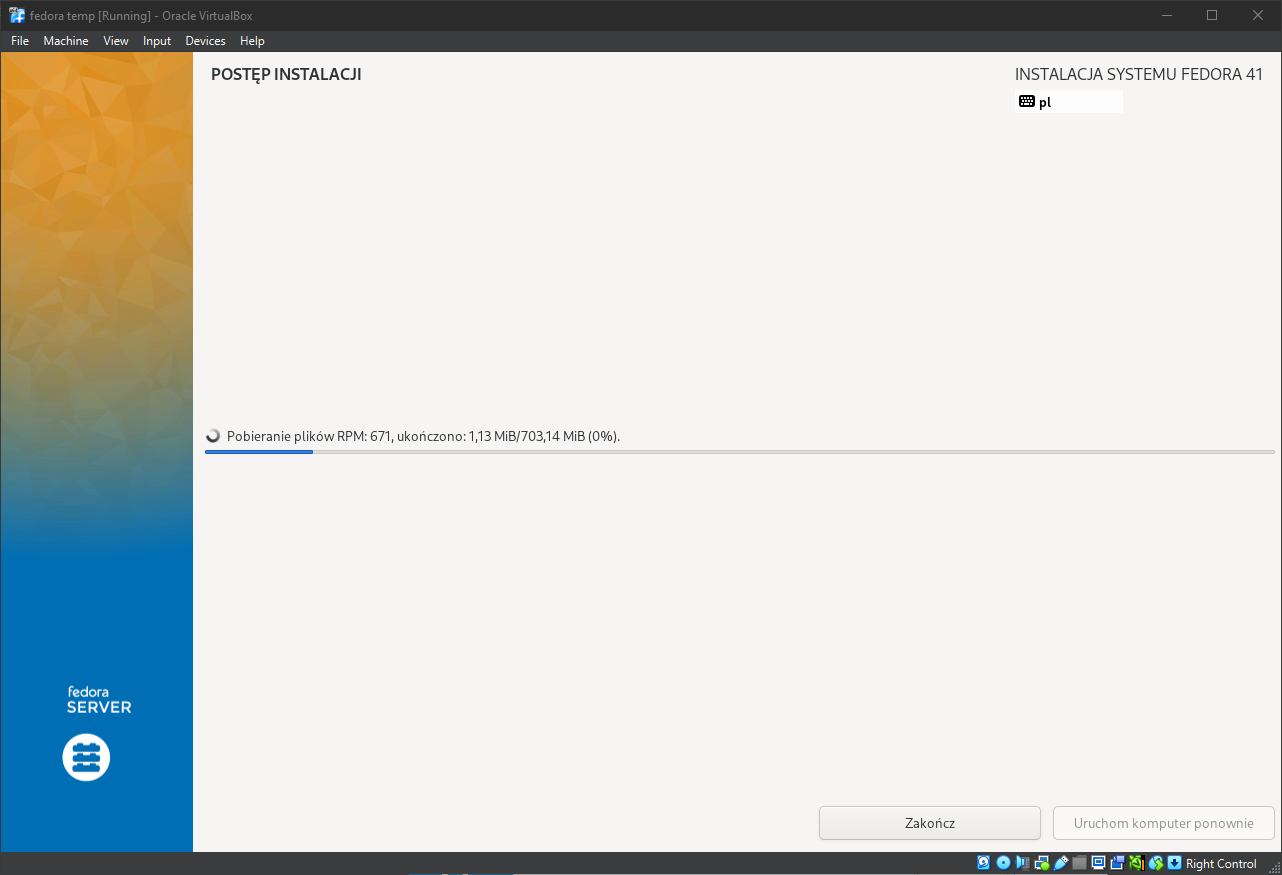 fedora temp [Running] - Oracle VirtualBox
File Machine View Input Devices Help
POSTĘP INSTALACJI
INSTALACJA SYSTEMU FEDORA 41
pl
Pobieranie plików RPM: 671, ukończono: 1,13 MiB/703,14 MiB (0%).
fedora
SERVER
Zakończ
Uruchom komputer ponownie
Right Control